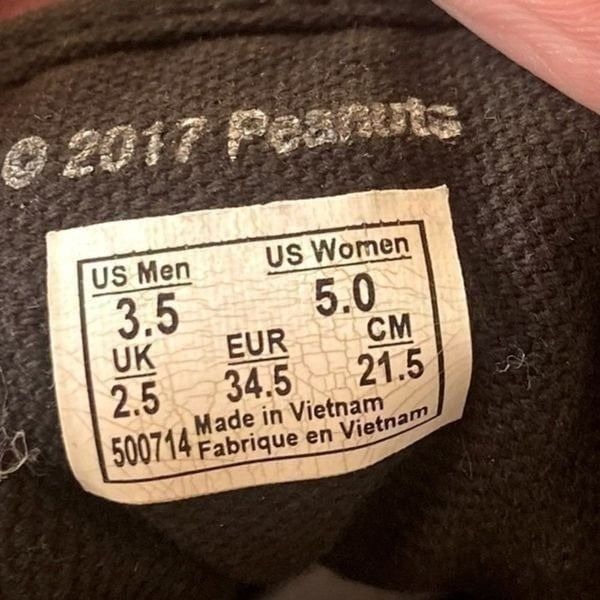 © 2017 Peanuts
US Men US Women
3.5 5.0
UK EUR CM
2.5 34.5 21.5
Made in Vietnam
500714 Fabrique en Vietnam